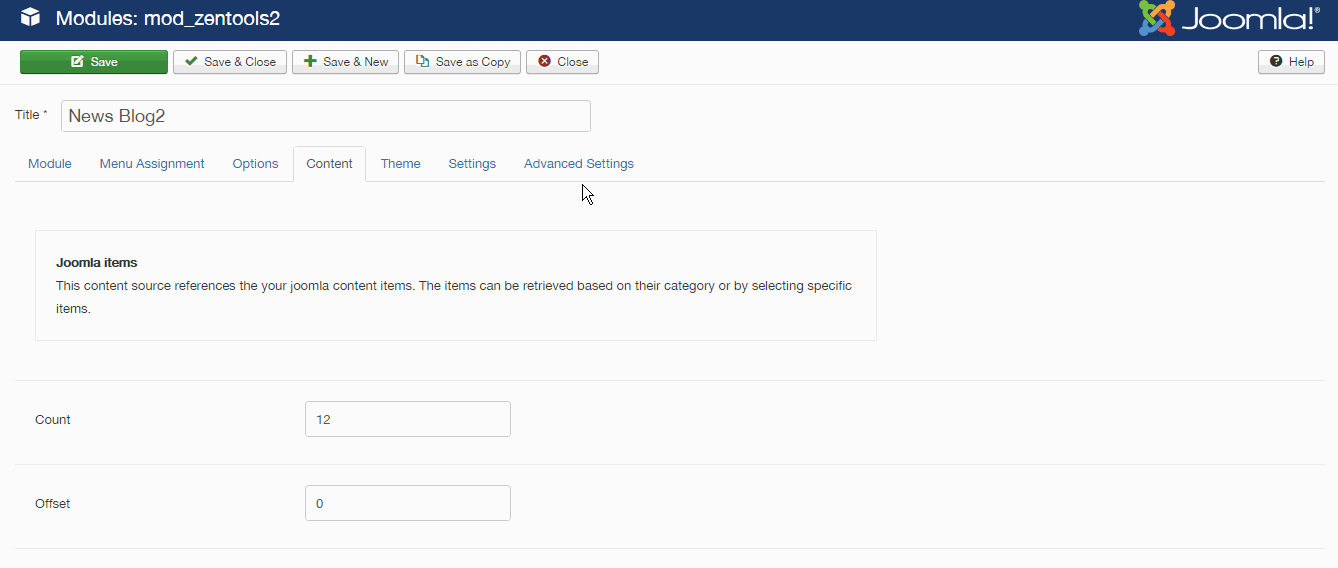 Modules: mod_zentools2
Joomla!®
Save
Save & Close
Save & New
Save as Copy
Close
Help
Title *
News Blog2
Module
Menu Assignment
Options
Content
Theme
Settings
Advanced Settings
Joomla items
This content source references the your joomla content items. The items can be retrieved based on their category or by selecting specific
items.
Count
12
Offset
0